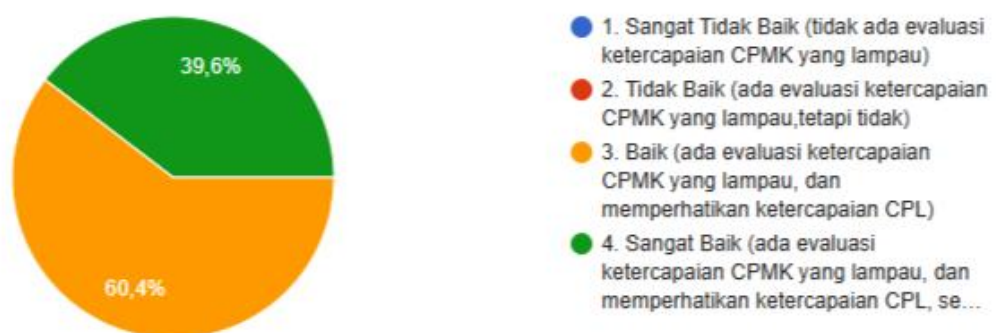 39,6%
60,4%
1. Sangat Tidak Baik (tidak ada evaluasi
ketercapaian CPMK yang lampau)
2. Tidak Baik (ada evaluasi ketercapaian
CPMK yang lampau,tetapi tidak)
3. Baik (ada evaluasi ketercapaian
CPMK yang lampau, dan
memperhatikan ketercapaian CPL)
4. Sangat Baik (ada evaluasi
ketercapaian CPMK yang lampau, dan
memperhatikan ketercapaian CPL, se...